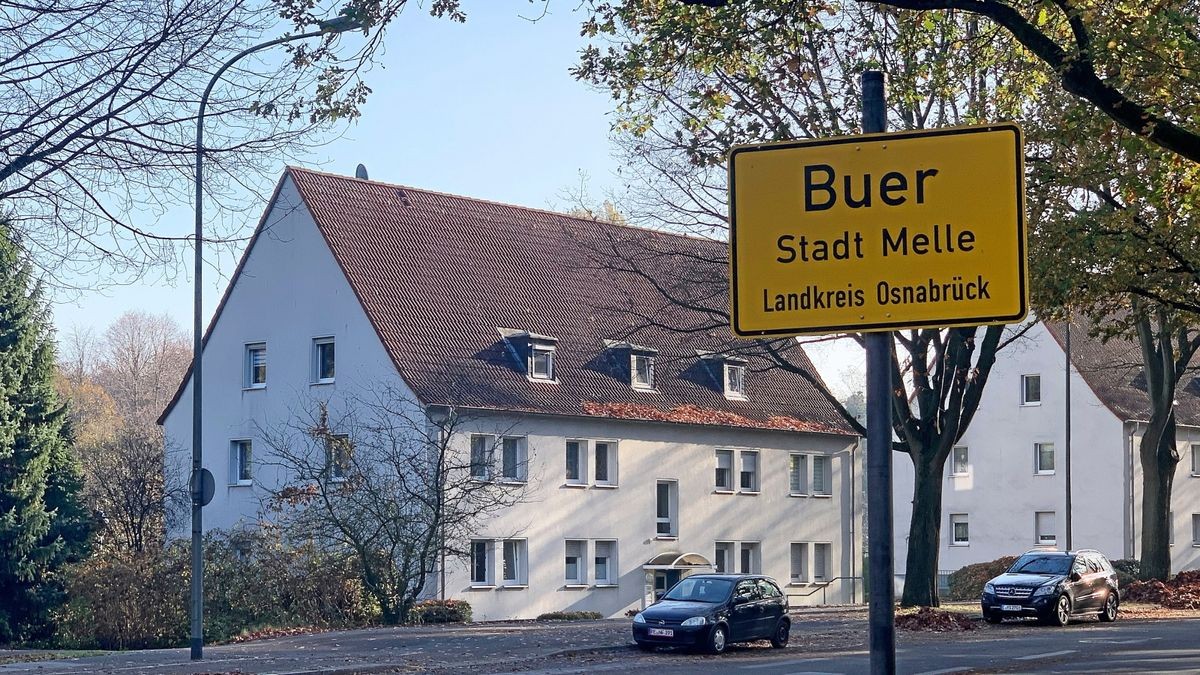 Buer
Stadt Melle
Landkreis Osnabrück